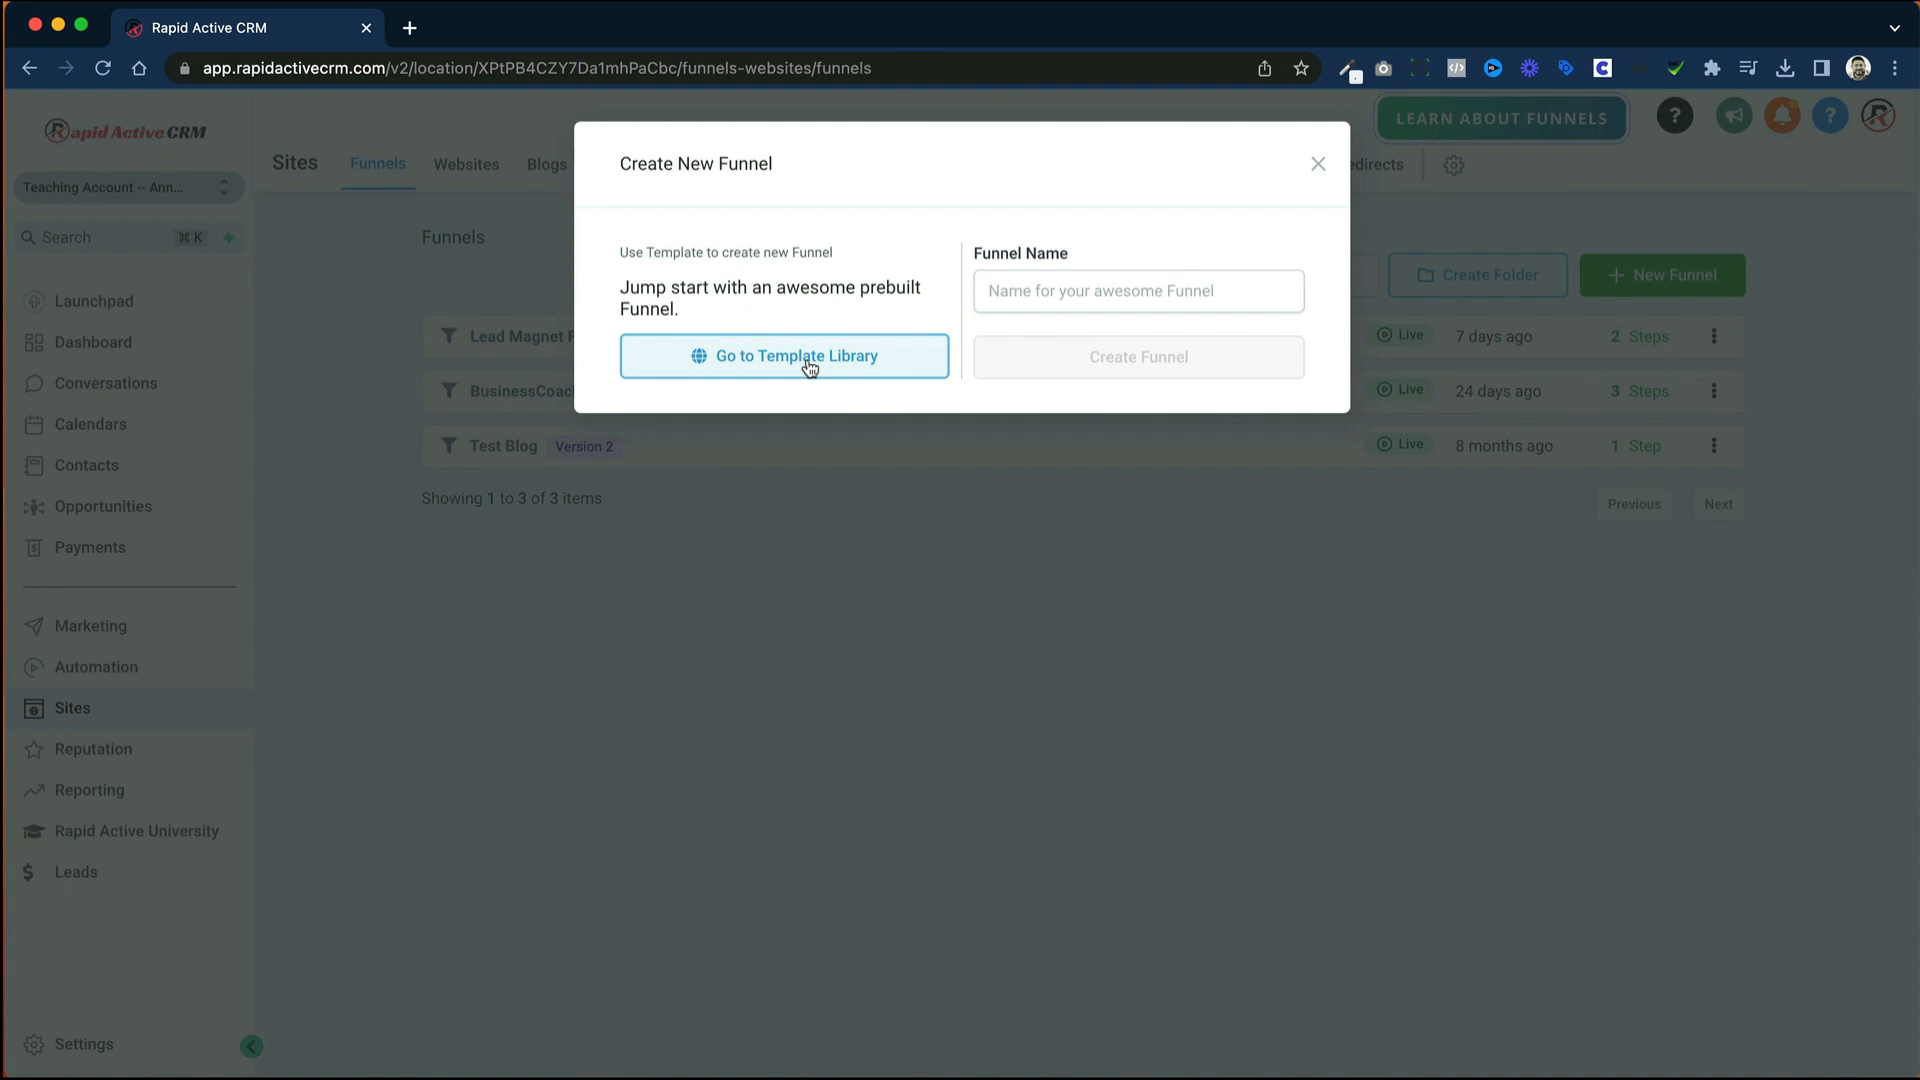 Rapid Active CRM
app.rapidactivecrm.com/v2/location/XPtPB4CZY7Da1mhPaCbc/funnels-websites/funnels
Rapid Active CRM
LEARN ABOUT FUNNELS
?
?
Sites
Funnels
Websites
Blogs
edirects
Create New Funnel
Teaching Account -- Ann...
Search
⌘ K
Funnels
Use Template to create new Funnel
Jump start with an awesome prebuilt
Funnel.
Go to Template Library
Funnel Name
Name for your awesome Funnel
Create Funnel
Create Folder
+ New Funnel
Lead Magnet F
Live
7 days ago
2 Steps
BusinessCoac
Live
24 days ago
3 Steps
Test Blog
Version 2
Live
8 months ago
1 Step
Showing 1 to 3 of 3 items
Previous
Next
Launchpad
Dashboard
Conversations
Calendars
Contacts
Opportunities
Payments
Marketing
Automation
Sites
Reputation
Reporting
Rapid Active University
Leads
Settings